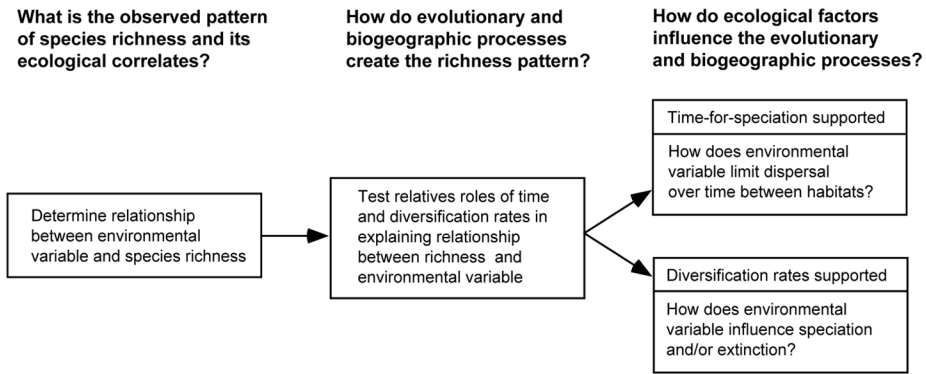 What is the observed pattern
of species richness and its
ecological correlates?
How do evolutionary and
biogeographic processes
create the richness pattern?
How do ecological factors
influence the evolutionary
and biogeographic processes?
Determine relationship
between environmental
variable and species richness
Test relatives roles of time
and diversification rates in
explaining relationship
between richness and
environmental variable
Time-for-speciation supported
How does environmental
variable limit dispersal
over time between habitats?
Diversification rates supported
How does environmental
variable influence speciation
and/or extinction?